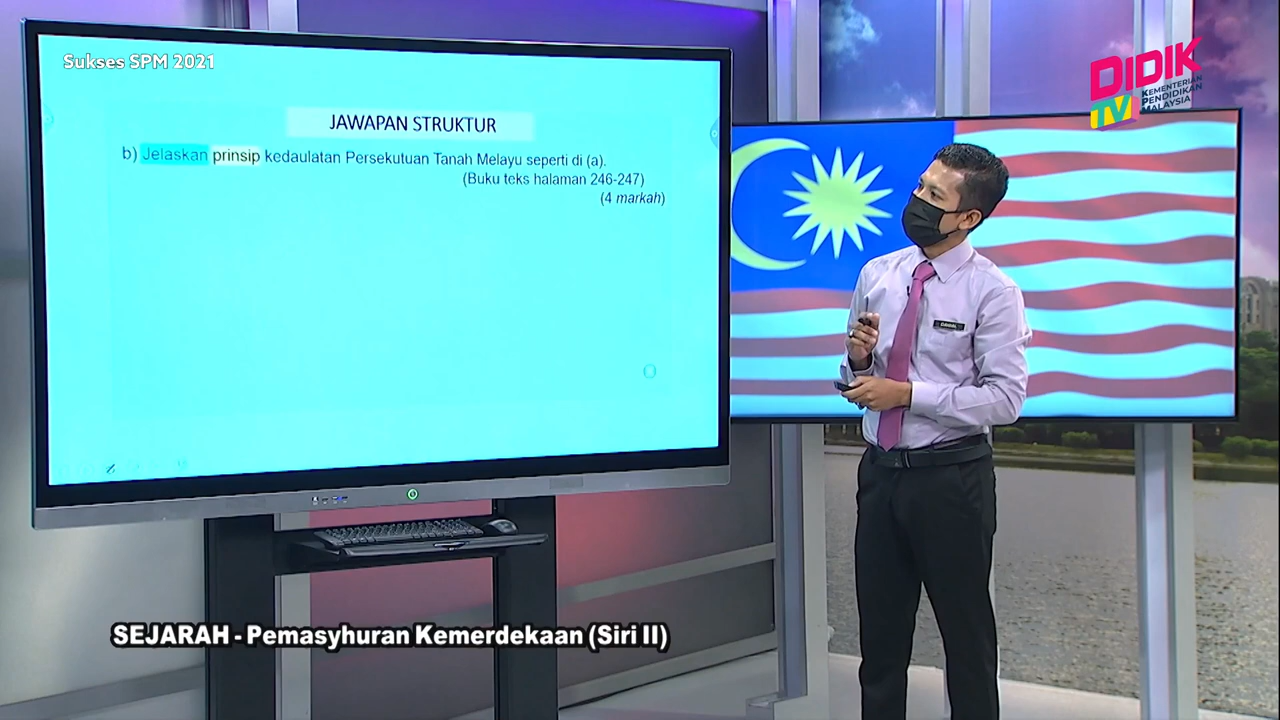 Sukses SPM 2021
DIDIK
TV
KEMENTERIAN
PENDIDIKAN
MALAYSIA
JAWAPAN STRUKTUR
b) Jelaskan prinsip kedaulatan Persekutuan Tanah Melayu seperti di (a).
(Buku teks halaman 246-247)
(4 markah)
SEJARAH - Pemasyhuran Kemerdekaan (Siri II)